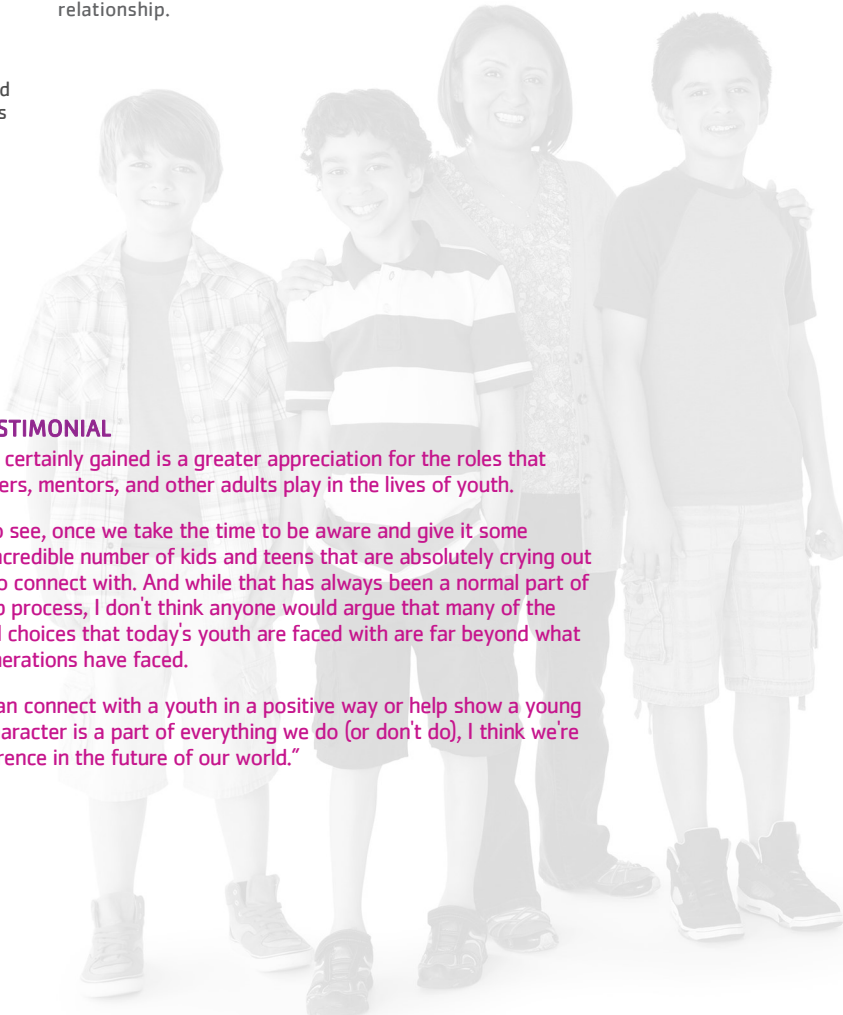 relationship.
d
s
STIMONIAL
certainly gained is a greater appreciation for the roles that
ers, mentors, and other adults play in the lives of youth.
o see, once we take the time to be aware and give it some
ncredible number of kids and teens that are absolutely crying out
o connect with. And while that has always been a normal part of
p process, I don't think anyone would argue that many of the
l choices that today's youth are faced with are far beyond what
nerations have faced.
an connect with a youth in a positive way or help show a young
aracter is a part of everything we do (or don't do), I think we're
rence in the future of our world.”